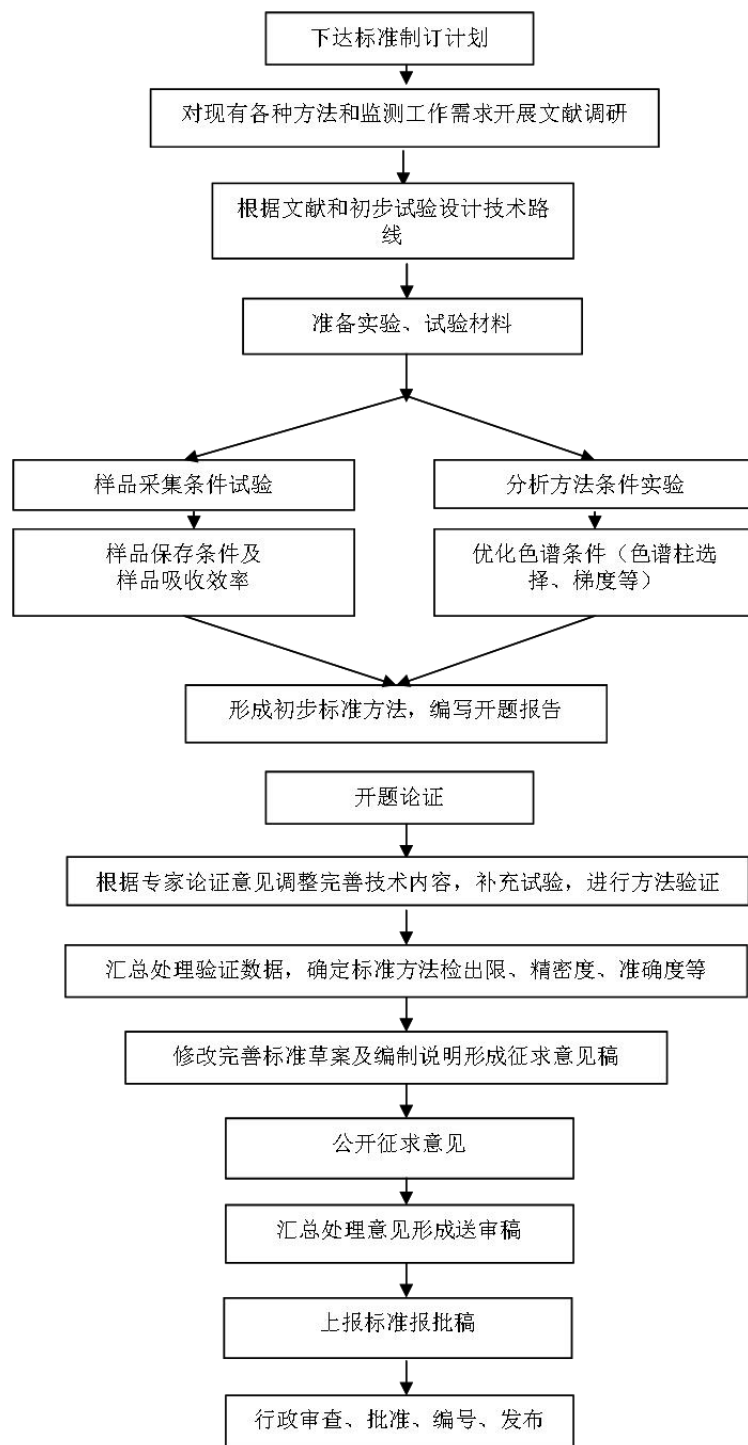 下达标准制订计划
对现有各种方法和监测工作需求开展文献调研
根据文献和初步试验设计技术路
线
准备实验、试验材料
样品采集条件试验
分析方法条件实验
样品保存条件及
样品吸收效率
优化色谱条件（色谱柱选
择、梯度等）
形成初步标准方法，编写开题报告
开题论证
根据专家论证意见调整完善技术内容，补充试验，进行方法验证
汇总处理验证数据，确定标准方法检出限、精密度、准确度等
修改完善标准草案及编制说明形成征求意见稿
公开征求意见
汇总处理意见形成送审稿
上报标准报批稿
行政审查、批准、编号、发布